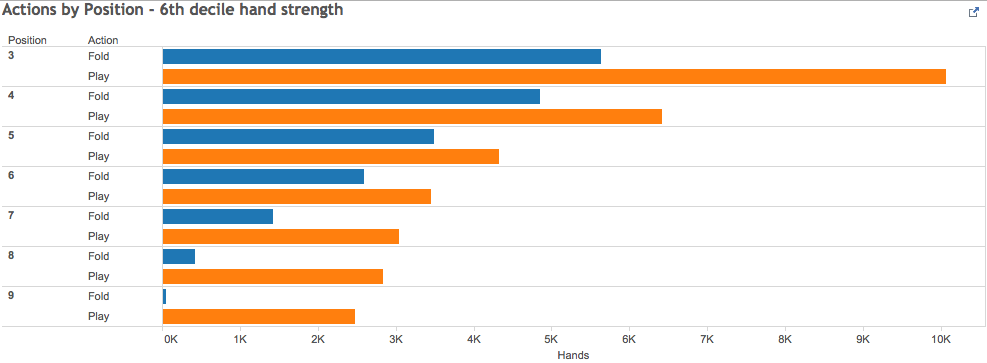 Actions by Position - 6th decile hand strength
Position Action
3 Fold
Play
4 Fold
Play
5 Fold
Play
6 Fold
Play
7 Fold
Play
8 Fold
Play
9 Fold
Play
0K 1K 2K 3K 4K 5K 6K 7K 8K 9K 10K
Hands